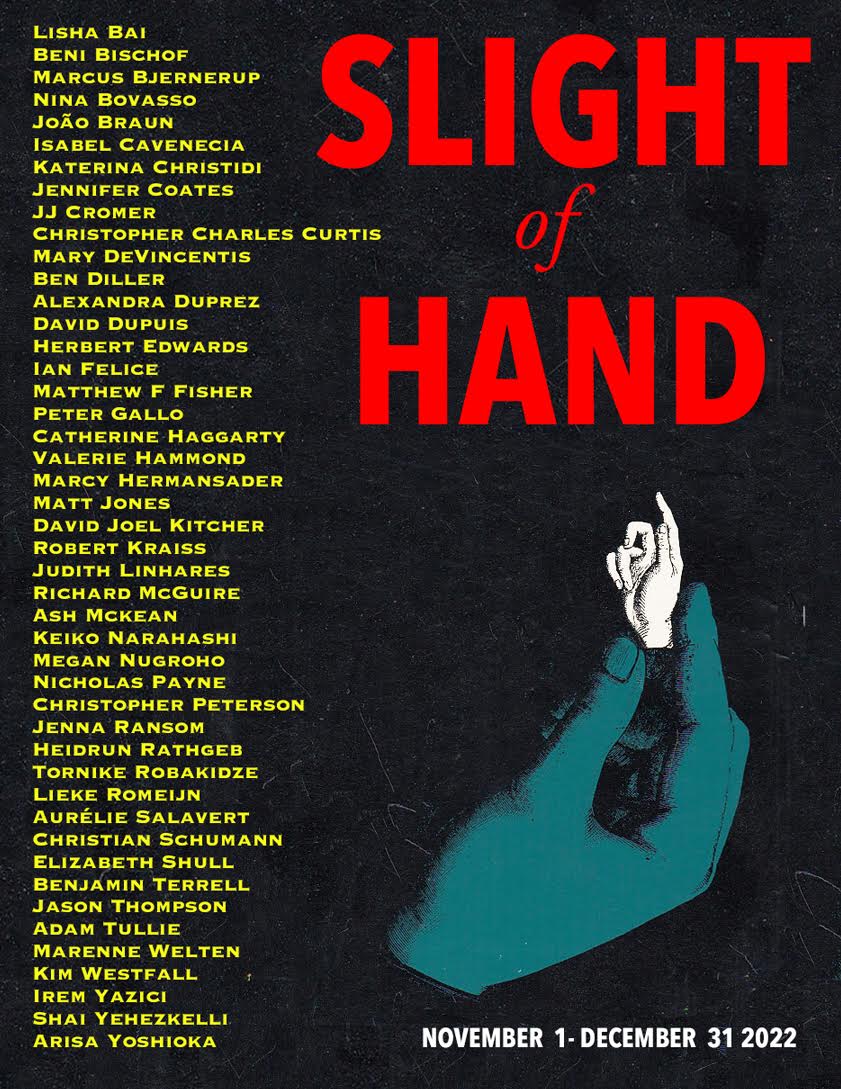 Lisha Bai
Beni Bischof
Marcus Bjernerup
Nina Bovasso
João Braun
Isabel Cavenecia
Katerina Christidi
Jennifer Coates
JJ Cromer
Christopher Charles Curtis
Mary DeVincentis
Ben Diller
Alexandra Duprez
David Dupuis
Herbert Edwards
Ian Felice
Matthew F Fisher
Peter Gallo
Catherine Haggarty
Valerie Hammond
Marcy Hermansader
Matt Jones
David Joel Kitcher
Robert Kraiss
Judith Linhares
Richard McGuire
Ash Mckean
Keiko Narahashi
Megan Nugroho
Nicholas Payne
Christopher Peterson
Jenna Ransom
Heidrun Rathgeb
Tornike Robakidze
Lieke Romeijn
Aurélie Salavert
Christian Schumann
Elizabeth Shull
Benjamin Terrell
Jason Thompson
Adam Tullie
Marenne Welten
Kim Westfall
Irem Yazici
Shai Yehezkelli
Arisa Yoshioka
SLIGHT
of
HAND
NOVEMBER 1- DECEMBER 31 2022